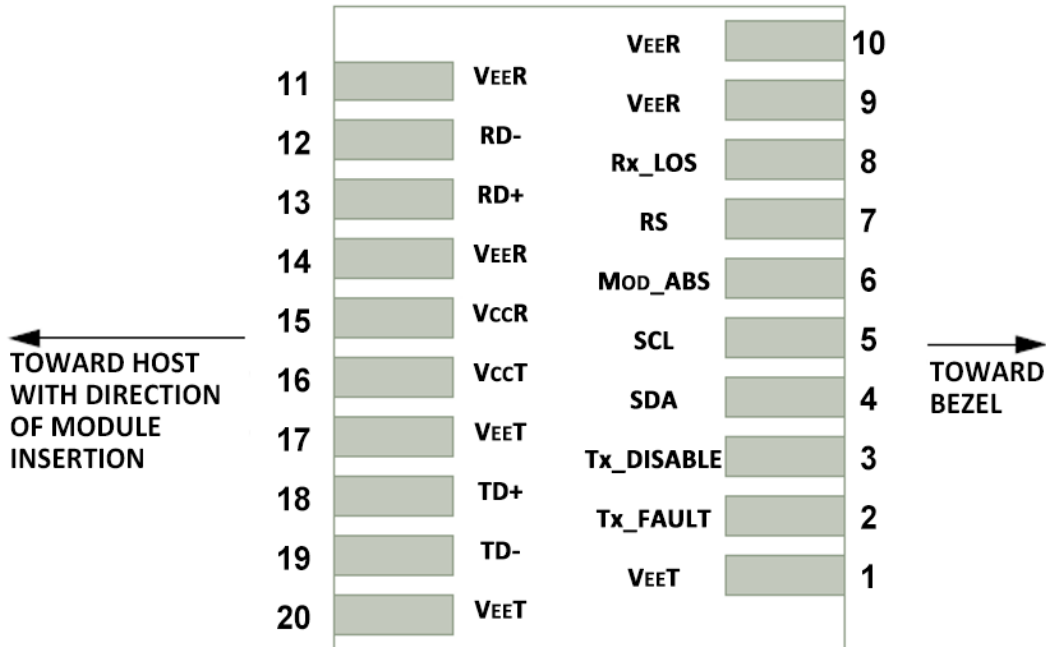 VEER 10
11 VEER
VEER 9
12 RD-
Rx_LOS 8
13 RD+
RS 7
14 VEER
MOD_ABS 6
15 VCCR
SCL 5
TOWARD HOST
WITH DIRECTION
OF MODULE
INSERTION
16 VCCT
TOWARD
BEZEL
SDA 4
17 VEET
Tx_DISABLE 3
18 TD+
Tx_FAULT 2
19 TD-
VEET 1
20 VEET